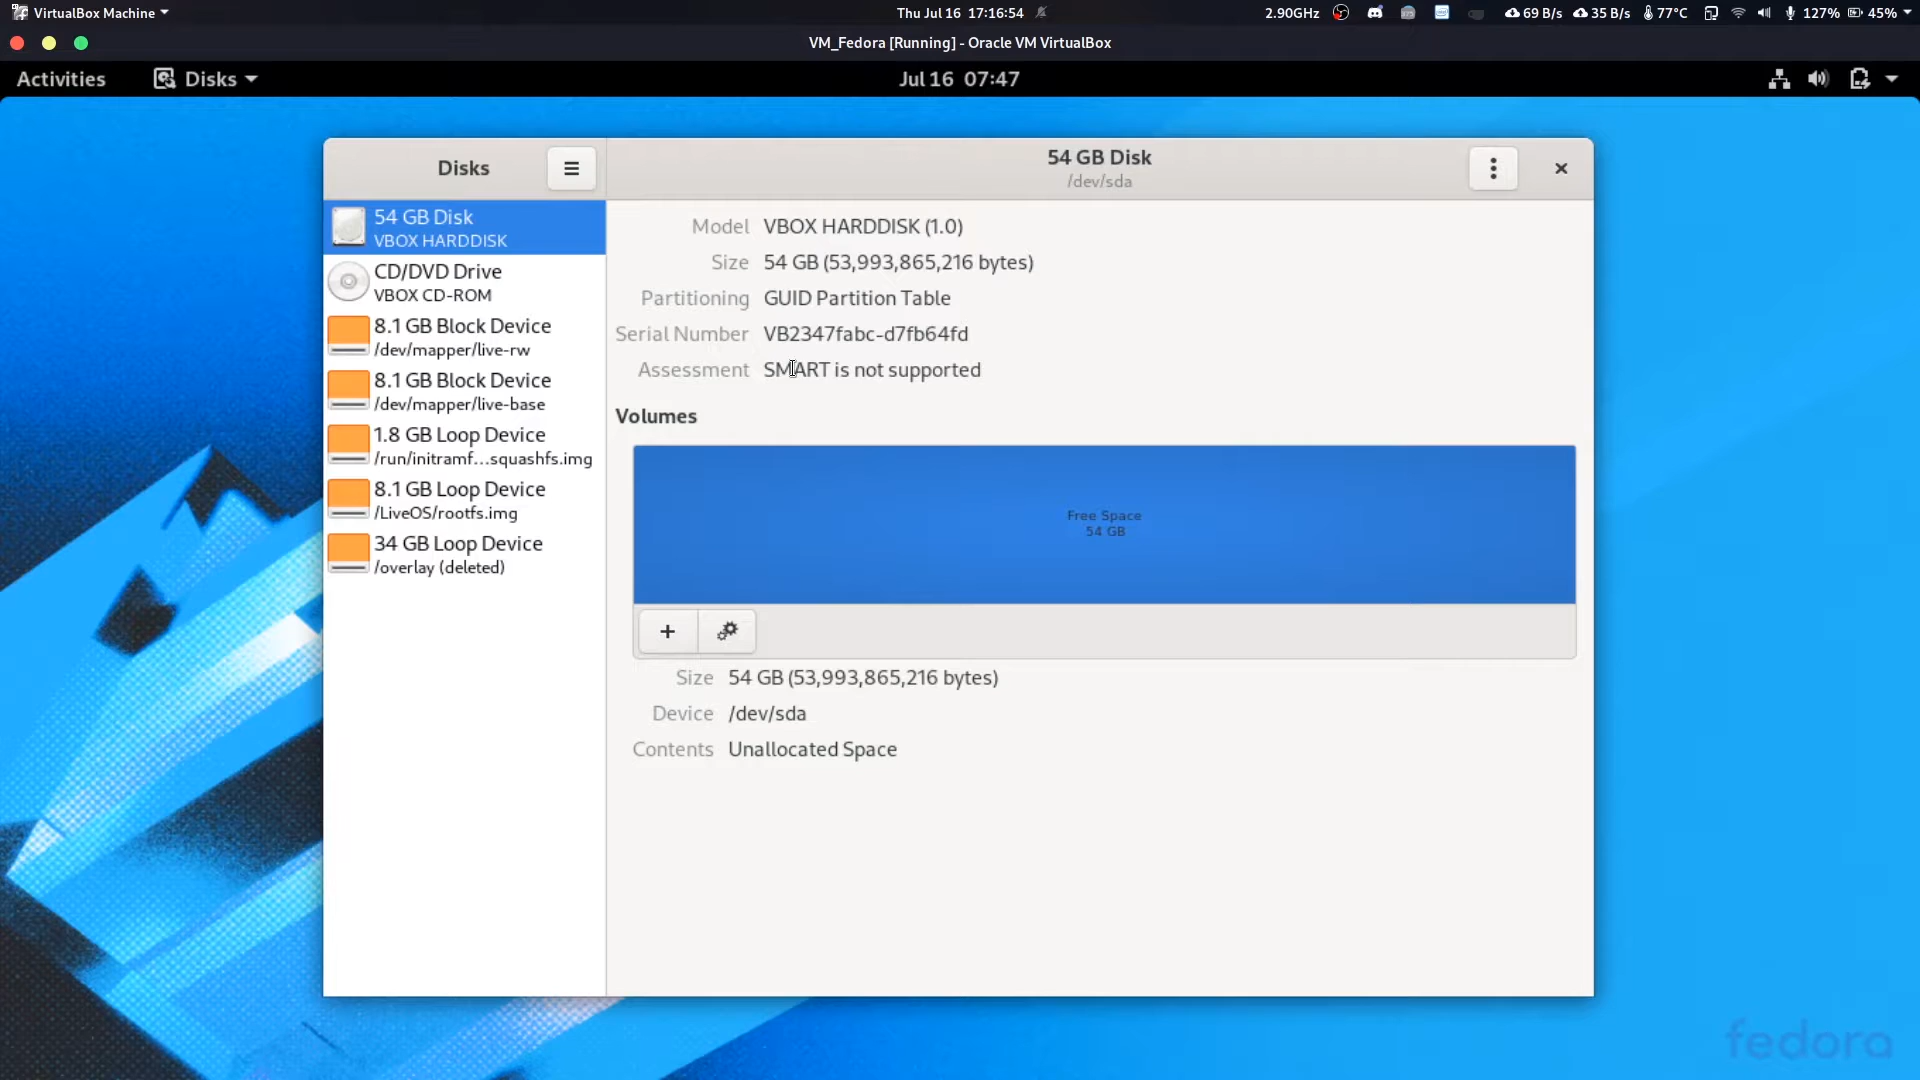 VirtualBox Machine
Thu Jul 16 17:16:54
2.90GHz
69 B/s
35 B/s
77°C
127%
45%
VM_Fedora [Running] - Oracle VM VirtualBox
Activities
Disks
Jul 16 07:47
Disks
54 GB Disk
/dev/sda
54 GB Disk
VBOX HARDDISK
CD/DVD Drive
VBOX CD-ROM
8.1 GB Block Device
/dev/mapper/live-rw
8.1 GB Block Device
/dev/mapper/live-base
1.8 GB Loop Device
/run/initramf...squashfs.img
8.1 GB Loop Device
/LiveOS/rootfs.img
34 GB Loop Device
/overlay (deleted)
Model VBOX HARDDISK (1.0)
Size 54 GB (53,993,865,216 bytes)
Partitioning GUID Partition Table
Serial Number VB2347fabc-d7fb64fd
Assessment SMART is not supported
Volumes
Free Space
54 GB
Size 54 GB (53,993,865,216 bytes)
Device /dev/sda
Contents Unallocated Space
fedora